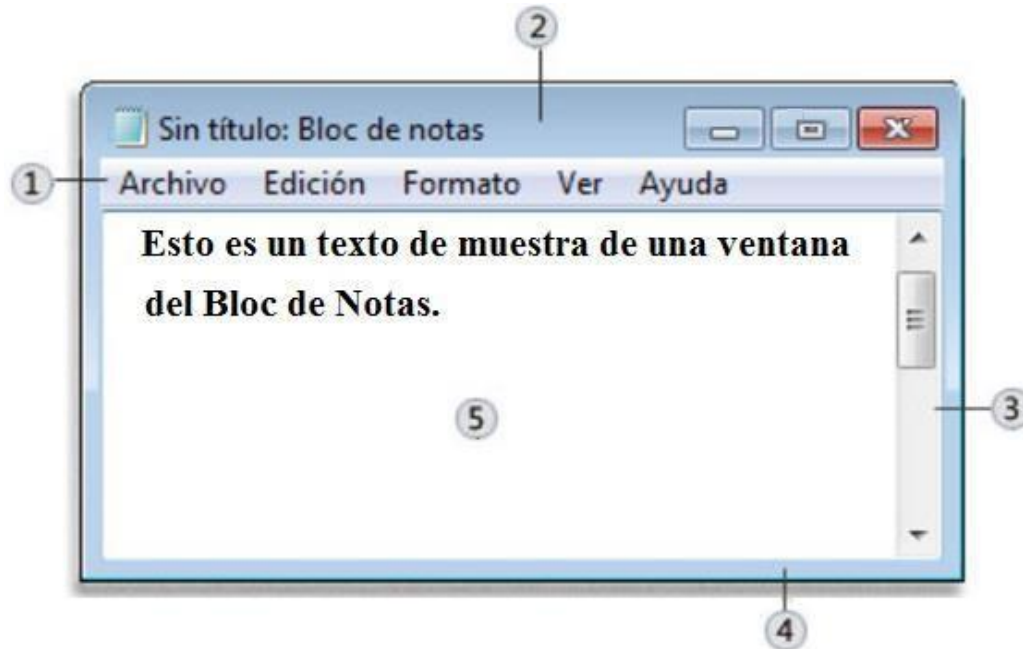 2
Sin título: Bloc de notas
1
Archivo Edición Formato Ver Ayuda
Esto es un texto de muestra de una ventana
del Bloc de Notas.
5
3
4